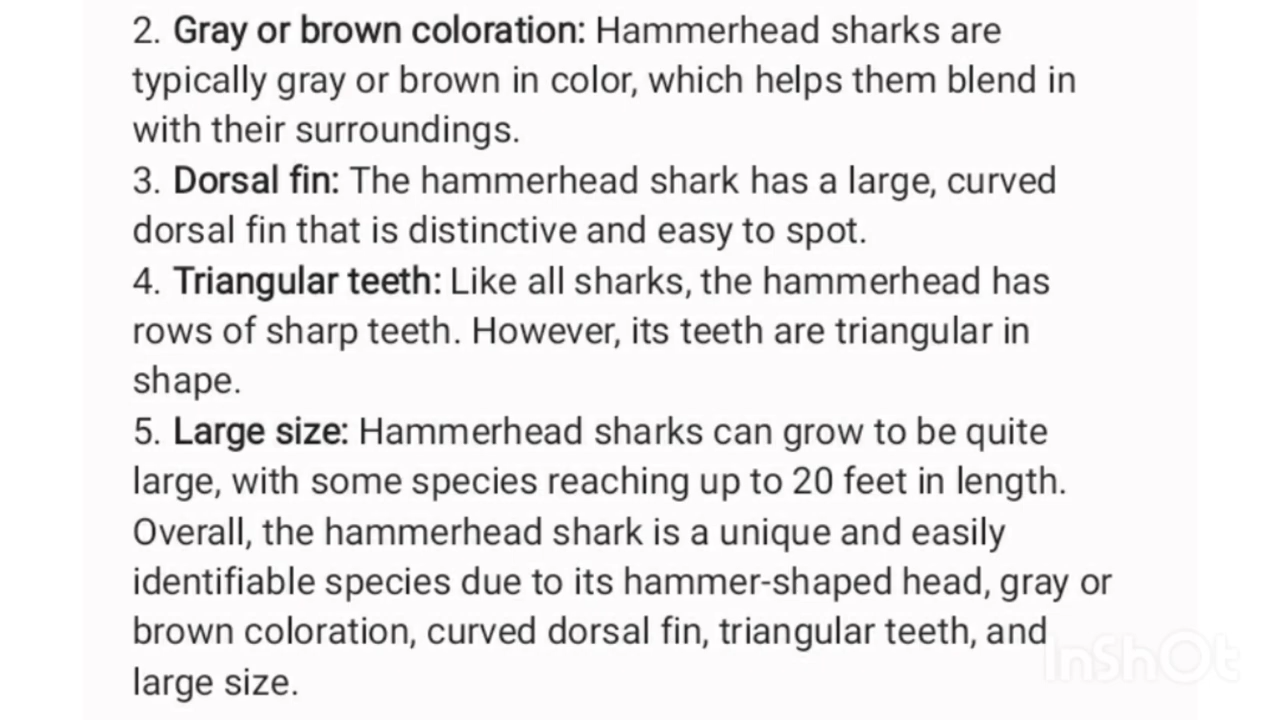 2. Gray or brown coloration: Hammerhead sharks are
typically gray or brown in color, which helps them blend in
with their surroundings.
3. Dorsal fin: The hammerhead shark has a large, curved
dorsal fin that is distinctive and easy to spot.
4. Triangular teeth: Like all sharks, the hammerhead has
rows of sharp teeth. However, its teeth are triangular in
shape.
5. Large size: Hammerhead sharks can grow to be quite
large, with some species reaching up to 20 feet in length.
Overall, the hammerhead shark is a unique and easily
identifiable species due to its hammer-shaped head, gray or
brown coloration, curved dorsal fin, triangular teeth, and
large size.
InShOt